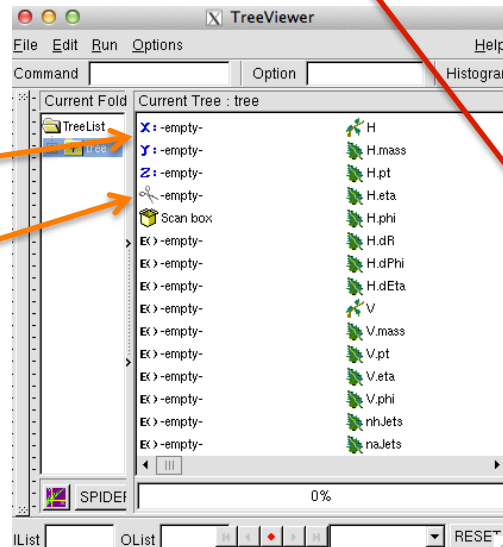 TreeViewer
File Edit Run Options Help
Command Option Histogram
Current Fold Current Tree : tree
TreeList X: -empty- H
tree Y: -empty- H.mass
Z: -empty- H.pt
-empty- H.eta
Scan box H.phi
E() -empty- H.dR
E() -empty- H.dPhi
E() -empty- H.dEta
E() -empty- V
E() -empty- V.mass
E() -empty- V.pt
E() -empty- V.eta
E() -empty- V.phi
E() -empty- nhJets
E() -empty- naJets
SPIDER 0%
IList OList RESET